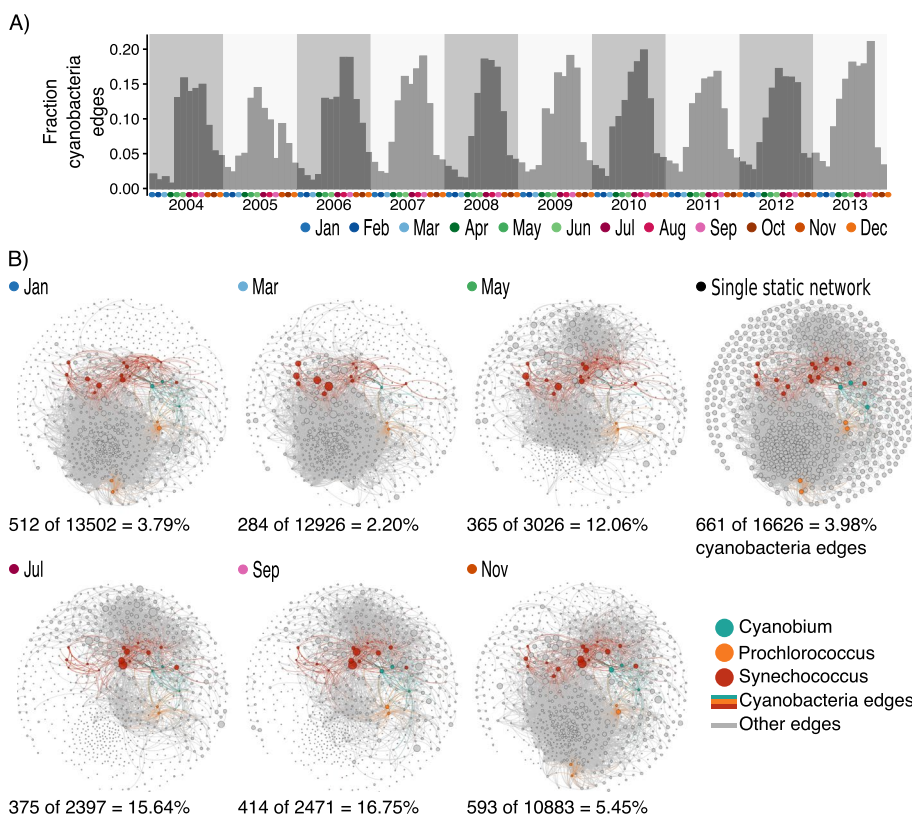 A)
Fraction
cyanobacteria
edges
0.20
0.15
0.10
0.05
0.00
2004 2005 2006 2007 2008 2009 2010 2011 2012 2013
Jan Feb Mar Apr May Jun Jul Aug Sep Oct Nov Dec
B)
Jan Mar May Single static network
512 of 13502 = 3.79% 284 of 12926 = 2.20% 365 of 3026 = 12.06% 661 of 16626 = 3.98%
cyanobacteria edges
Jul Sep Nov
Cyanobium
Prochlorococcus
Synechococcus
Cyanobacteria edges
Other edges
375 of 2397 = 15.64% 414 of 2471 = 16.75% 593 of 10883 = 5.45%